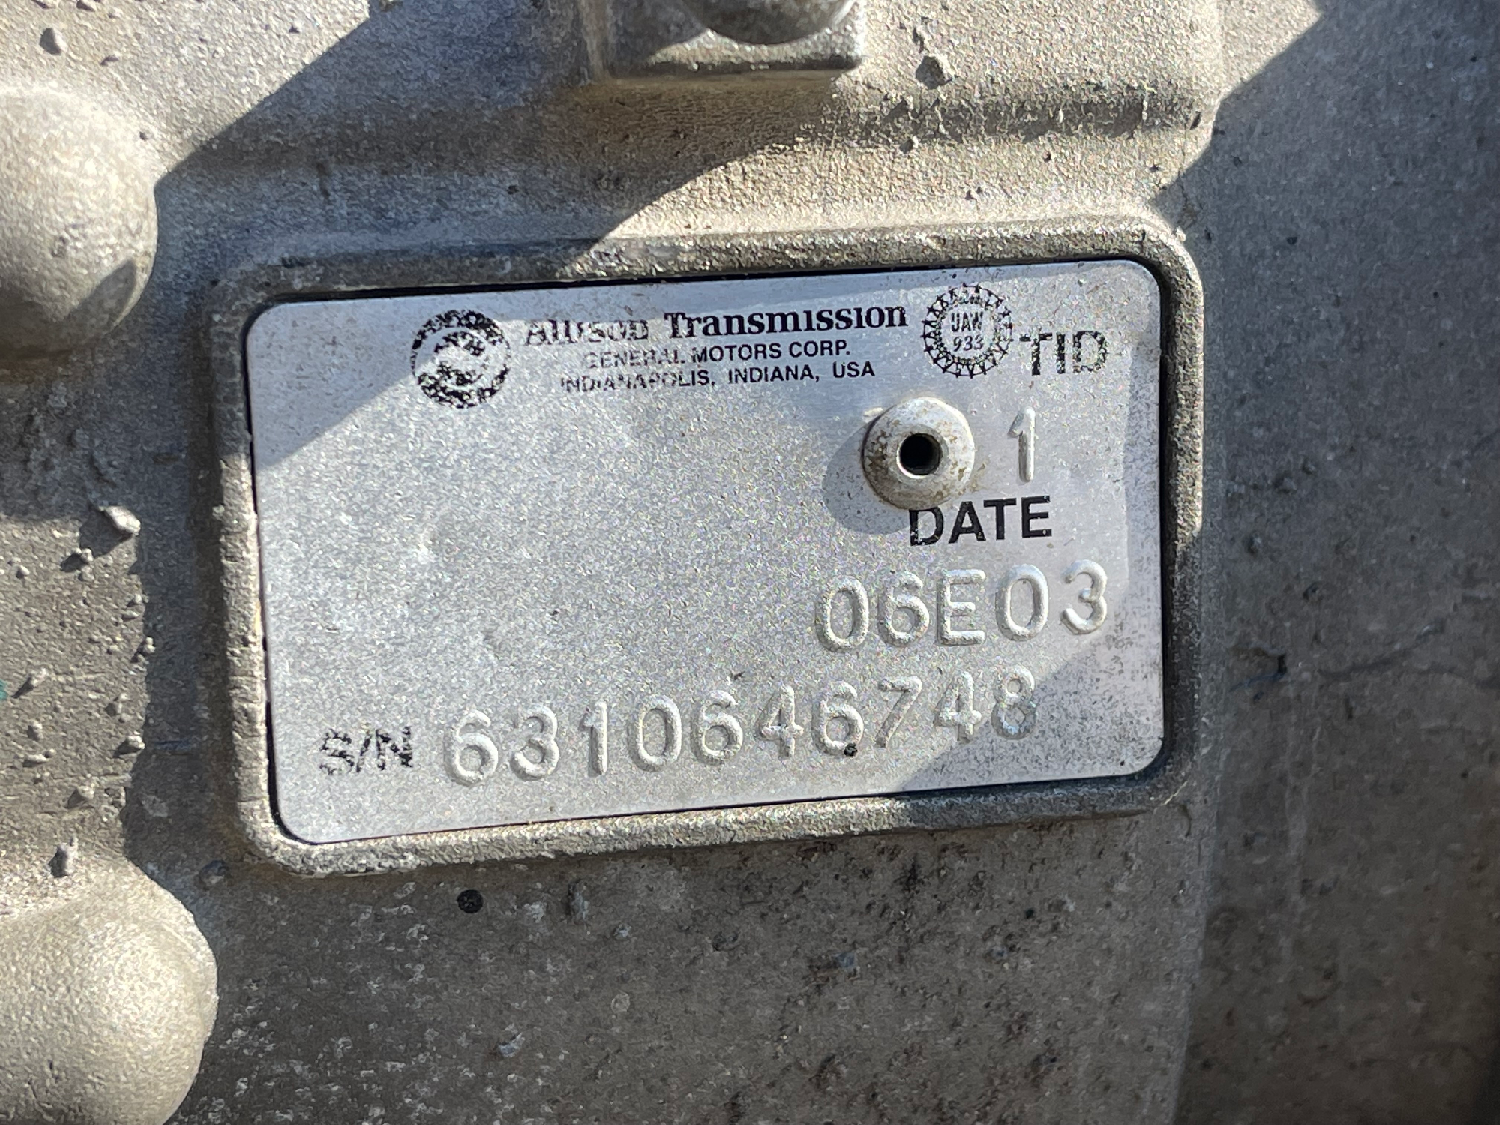 Allison Transmission
GENERAL MOTORS CORP.
INDIANAPOLIS, INDIANA, USA
UAW
933
TID
1
DATE
06E03
S/N 6310646748